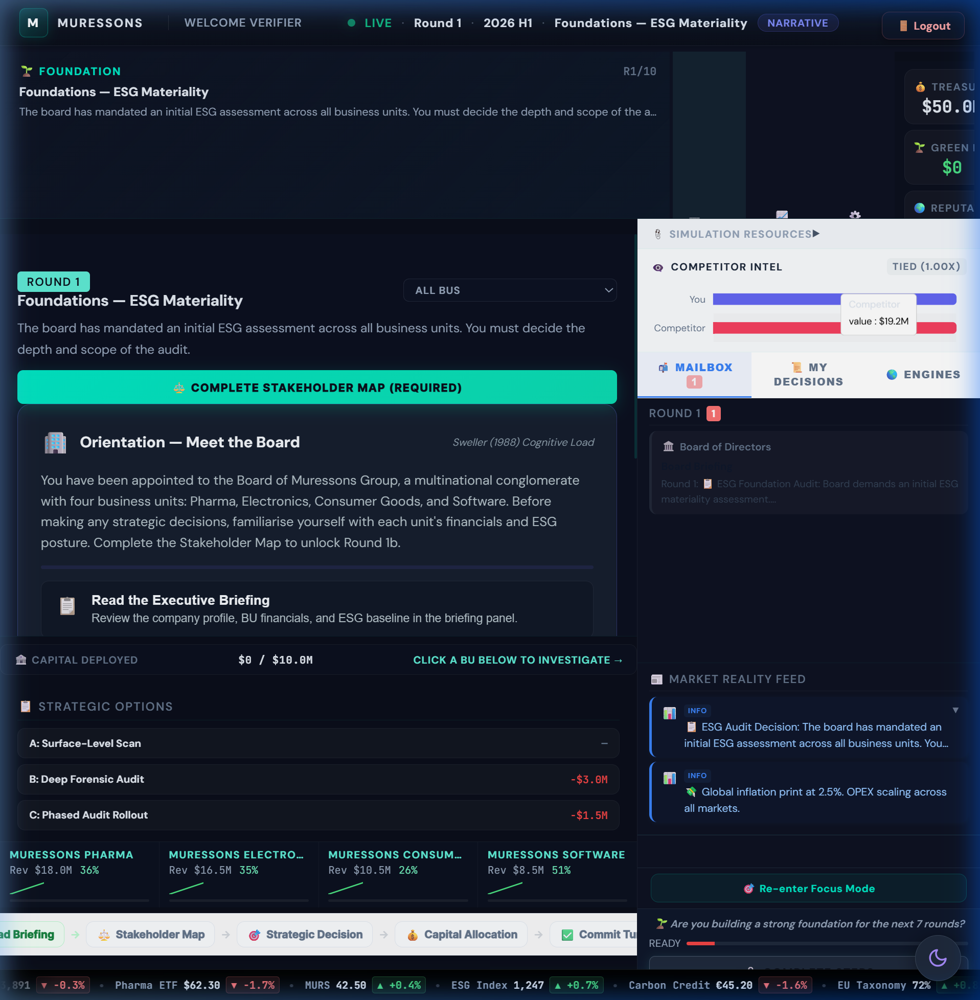 M MURESSONS WELCOME VERIFIER LIVE · Round 1 · 2026 H1 · Foundations — ESG Materiality NARRATIVE Logout
FOUNDATION R1/10
Foundations — ESG Materiality
The board has mandated an initial ESG assessment across all business units. You must decide the depth and scope of the a...
$50.0
GREEN
$0
SIMULATION RESOURCES▶
COMPETITOR INTEL TIED (1.00X)
You
Competitor
Competitor
value : $19.2M
MAILBOX 1
MY DECISIONS
ENGINES
ROUND 1
Foundations — ESG Materiality
ALL BUS
The board has mandated an initial ESG assessment across all business units. You must decide the
depth and scope of the audit.
COMPLETE STAKEHOLDER MAP (REQUIRED)
Orientation — Meet the Board Sweller (1988) Cognitive Load
You have been appointed to the Board of Muressons Group, a multinational conglomerate
with four business units: Pharma, Electronics, Consumer Goods, and Software. Before
making any strategic decisions, familiarise yourself with each unit's financials and ESG
posture. Complete the Stakeholder Map to unlock Round 1b.
Read the Executive Briefing
Review the company profile, BU financials, and ESG baseline in the briefing panel.
ROUND 1 1
Board of Directors
Board Briefing
Round 1: ESG Foundation Audit: Board demands an initial ESG
materiality assessment....
CAPITAL DEPLOYED $0 / $10.0M CLICK A BU BELOW TO INVESTIGATE →
STRATEGIC OPTIONS
A: Surface-Level Scan —
B: Deep Forensic Audit -$3.0M
C: Phased Audit Rollout -$1.5M
MARKET REALITY FEED
INFO ▼
ESG Audit Decision: The board has mandated an
initial ESG assessment across all business units. You...
INFO
Global inflation print at 2.5%. OPEX scaling across
all markets.
MURESSONS PHARMA
Rev $18.0M 36%
MURESSONS ELECTRO...
Rev $16.5M 35%
MURESSONS CONSUM...
Rev $10.5M 26%
MURESSONS SOFTWARE
Rev $8.5M 51%
Briefing → Stakeholder Map → Strategic Decision → Capital Allocation → Commit
Re-enter Focus Mode
Are you building a strong foundation for the next 7 rounds?
READY
,891 ▼ -0.3% • Pharma ETF $62.30 ▼ -1.7% • MURS 42.50 ▲ +0.4% • ESG Index 1,247 ▲ +0.7% • Carbon Credit €45.20 ▼ -1.6% • EU Taxonomy 72% ▲